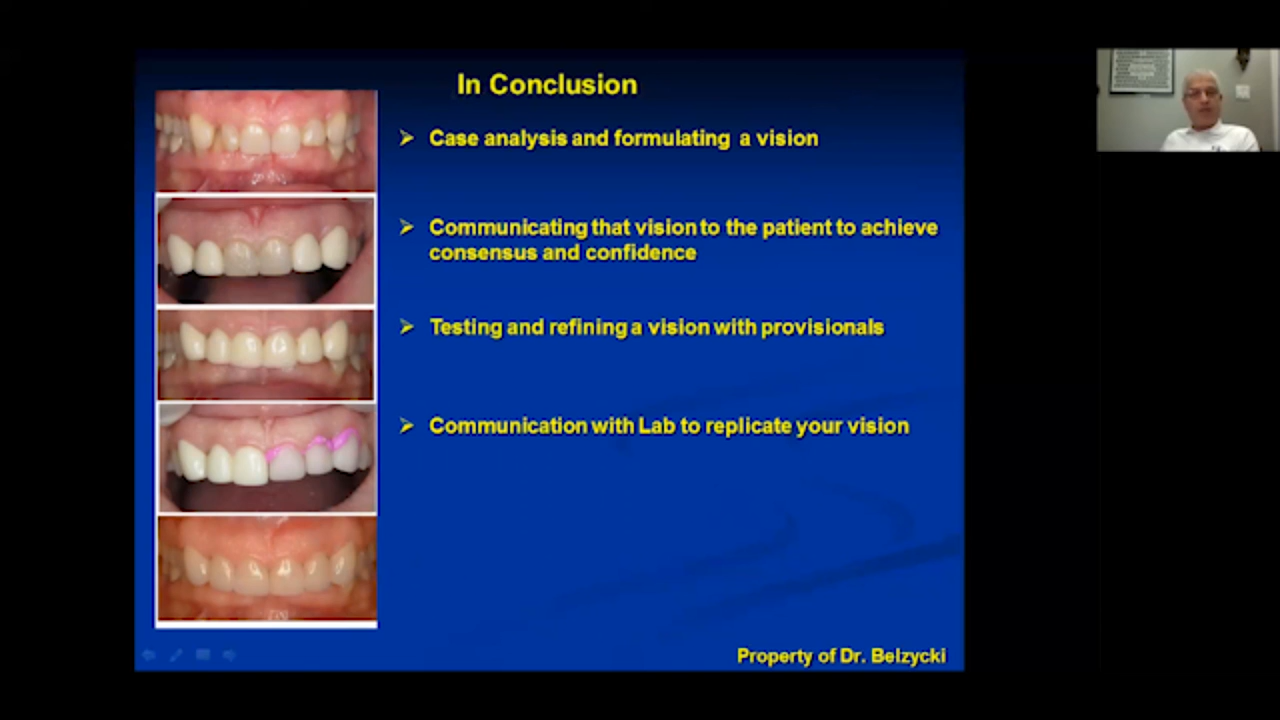 In Conclusion
Case analysis and formulating a vision
Communicating that vision to the patient to achieve
consensus and confidence
Testing and refining a vision with provisionals
Communication with Lab to replicate your vision
Property of Dr. Belzycki